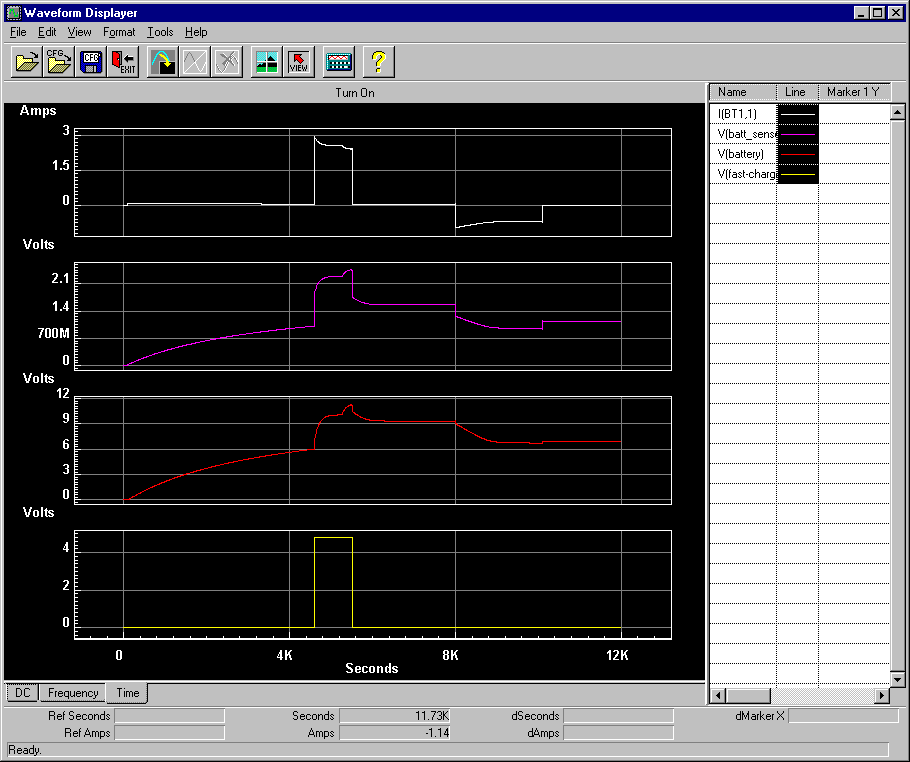 Waveform Displayer
File Edit View Format Tools Help
CFG CFG EXIT VIEW ?
Turn On
Name Line Marker 1 Y
Amps
3
1.5
0
I(BT1,1)
V(batt_sens
V(battery)
V(fast-charg
Volts
2.1
1.4
700M
0
Volts
12
9
6
3
0
Volts
4
2
0
0 4K 8K 12K
Seconds
DC Frequency Time
Ref Seconds Seconds 11.73K dSeconds dMarker X
Ref Amps Amps -1.14 dAmps
Ready.